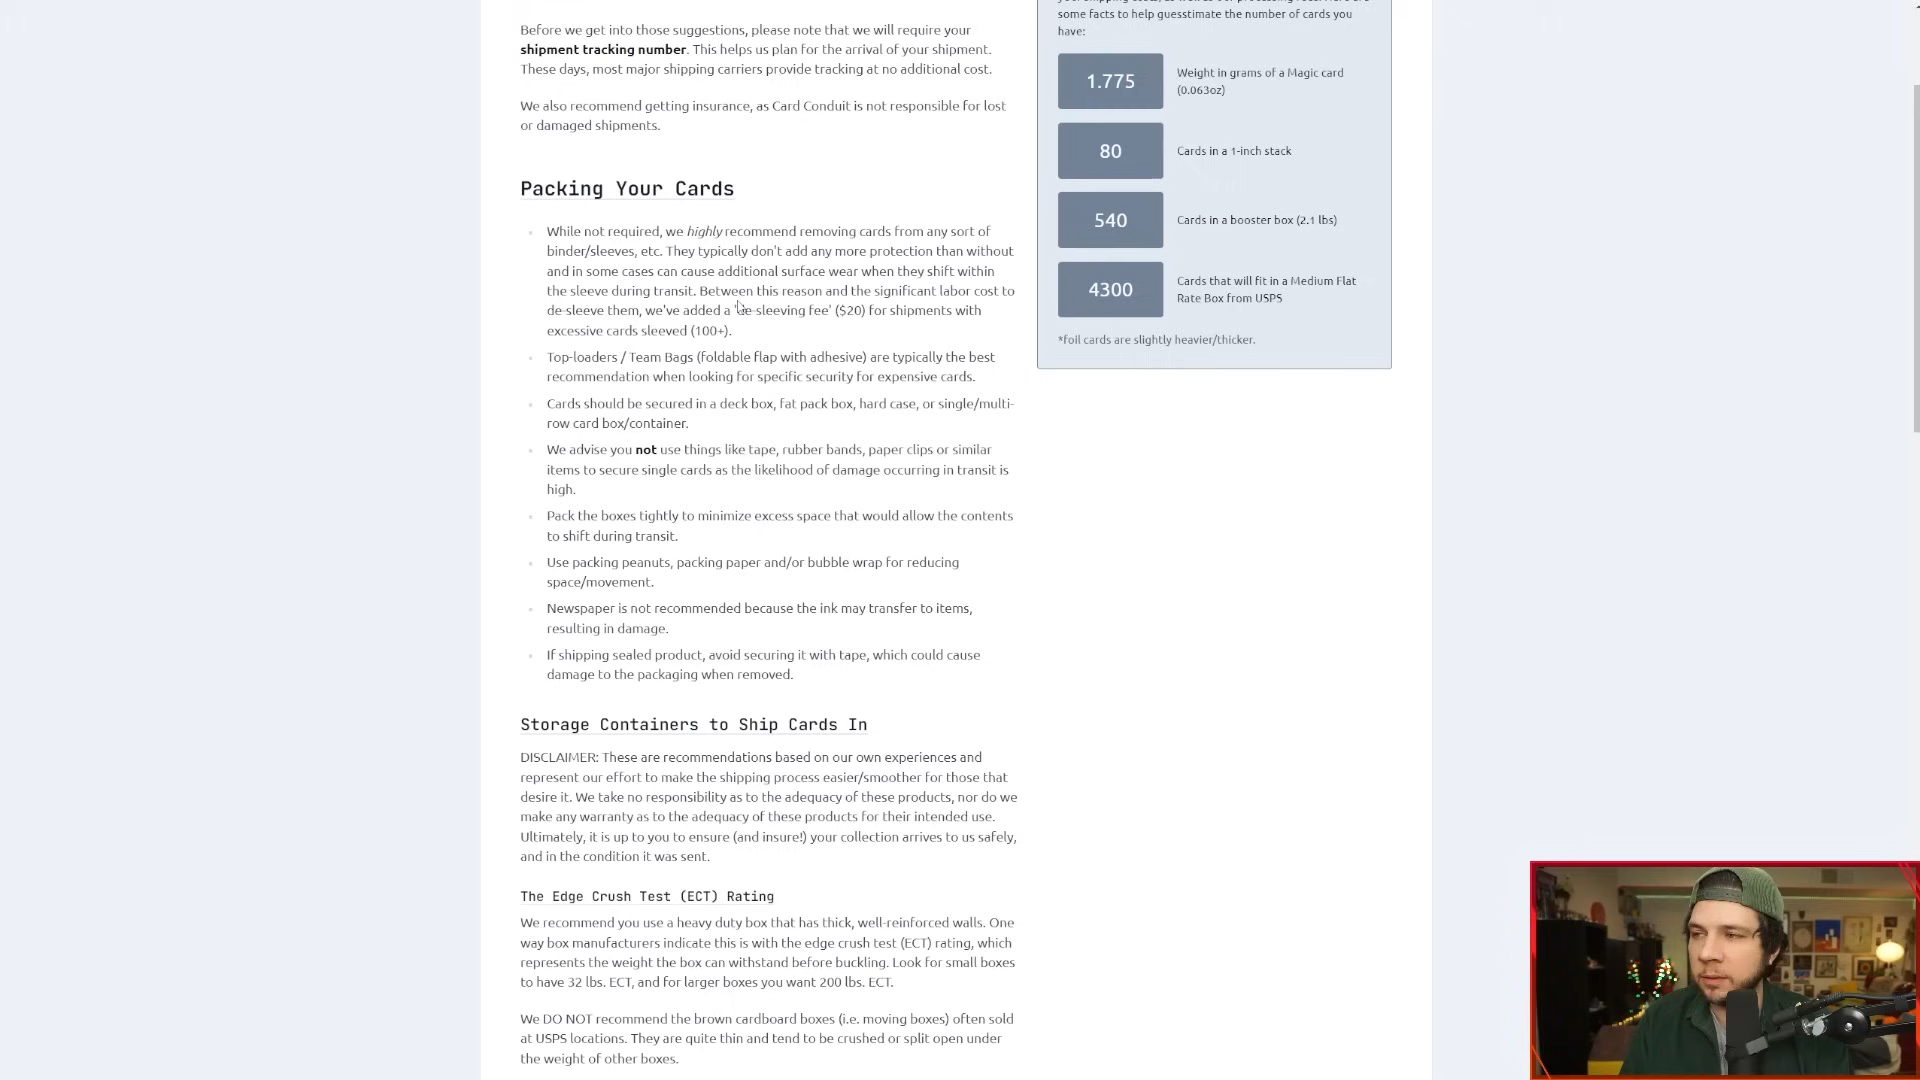 Before we get into those suggestions, please note that we will require your
shipment tracking number. This helps us plan for the arrival of your shipment.
These days, most major shipping carriers provide tracking at no additional cost.
We also recommend getting insurance, as Card Conduit is not responsible for lost
or damaged shipments.
Packing Your Cards
While not required, we highly recommend removing cards from any sort of
binder/sleeves, etc. They typically don't add any more protection than without
and in some cases can cause additional surface wear when they shift within
the sleeve during transit. Between this reason and the significant labor cost to
de-sleeve them, we've added a 'de-sleeving fee' ($20) for shipments with
excessive cards sleeved (100+).
Top-loaders / Team Bags (foldable flap with adhesive) are typically the best
recommendation when looking for specific security for expensive cards.
Cards should be secured in a deck box, fat pack box, hard case, or single/multi-
row card box/container.
We advise you not use things like tape, rubber bands, paper clips or similar
items to secure single cards as the likelihood of damage occurring in transit is
high.
Pack the boxes tightly to minimize excess space that would allow the contents
to shift during transit.
Use packing peanuts, packing paper and/or bubble wrap for reducing
space/movement.
Newspaper is not recommended because the ink may transfer to items,
resulting in damage.
If shipping sealed product, avoid securing it with tape, which could cause
damage to the packaging when removed.
Storage Containers to Ship Cards In
DISCLAIMER: These are recommendations based on our own experiences and
represent our effort to make the shipping process easier/smoother for those that
desire it. We take no responsibility as to the adequacy of these products, nor do we
make any warranty as to the adequacy of these products for their intended use.
Ultimately, it is up to you to ensure (and insure!) your collection arrives to us safely,
and in the condition it was sent.
The Edge Crush Test (ECT) Rating
We recommend you use a heavy duty box that has thick, well-reinforced walls. One
way box manufacturers indicate this is with the edge crush test (ECT) rating, which
represents the weight the box can withstand before buckling. Look for small boxes
to have 32 lbs. ECT, and for larger boxes you want 200 lbs. ECT.
We DO NOT recommend the brown cardboard boxes (i.e. moving boxes) often sold
at USPS locations. They are quite thin and tend to be crushed or split open under
the weight of other boxes.
some facts to help guesstimate the number of cards you
have:
1.775
Weight in grams of a Magic card
(0.063oz)
80
Cards in a 1-inch stack
540
Cards in a booster box (2.1 lbs)
4300
Cards that will fit in a Medium Flat
Rate Box from USPS
*foil cards are slightly heavier/thicker.